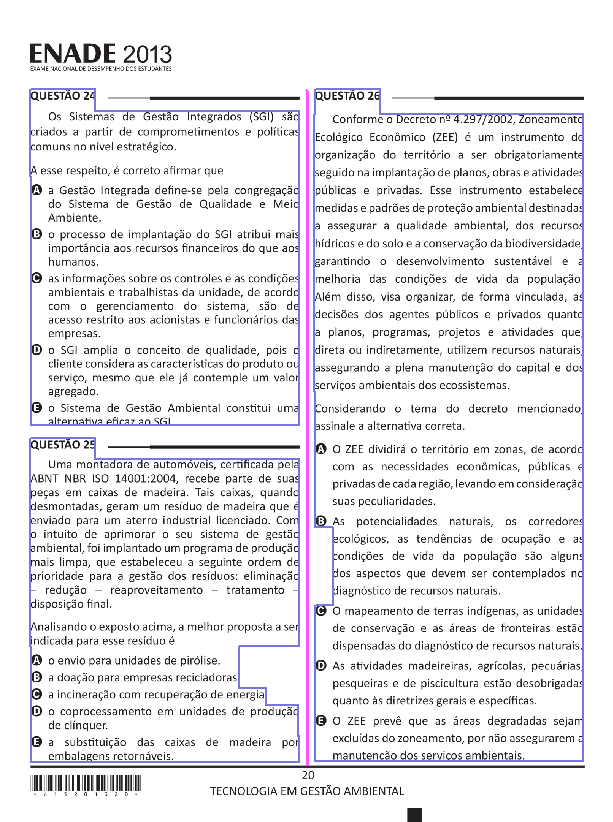 ENADE 2013
EXAME NACIONAL DE DESEMPENHO DOS ESTUDANTES
QUESTÃO 24
Os Sistemas de Gestão Integrados (SGI) são
criados a partir de comprometimentos e políticas
comuns no nível estratégico.
A esse respeito, é correto afirmar que
A a Gestão Integrada define-se pela congregação
do Sistema de Gestão de Qualidade e Meio
Ambiente.
B o processo de implantação do SGI atribui mais
importância aos recursos financeiros do que aos
humanos.
C as informações sobre os controles e as condições
ambientais e trabalhistas da unidade, de acordo
com o gerenciamento do sistema, são de
acesso restrito aos acionistas e funcionários das
empresas.
D o SGI amplia o conceito de qualidade, pois o
cliente considera as características do produto ou
serviço, mesmo que ele já contemple um valor
agregado.
E o Sistema de Gestão Ambiental constitui uma
alternativa eficaz ao SGI.
QUESTÃO 25
Uma montadora de automóveis, certificada pela
ABNT NBR ISO 14001:2004, recebe parte de suas
peças em caixas de madeira. Tais caixas, quando
desmontadas, geram um resíduo de madeira que é
enviado para um aterro industrial licenciado. Com
o intuito de aprimorar o seu sistema de gestão
ambiental, foi implantado um programa de produção
mais limpa, que estabeleceu a seguinte ordem de
prioridade para a gestão dos resíduos: eliminação
– redução – reaproveitamento – tratamento –
disposição final.
Analisando o exposto acima, a melhor proposta a ser
indicada para esse resíduo é
A o envio para unidades de pirólise.
B a doação para empresas recicladoras.
C a incineração com recuperação de energia.
D o coprocessamento em unidades de produção
de clínquer.
E a substituição das caixas de madeira por
embalagens retornáveis.
QUESTÃO 26
Conforme o Decreto nº 4.297/2002, Zoneamento
Ecológico Econômico (ZEE) é um instrumento de
organização do território a ser obrigatoriamente
seguido na implantação de planos, obras e atividades
públicas e privadas. Esse instrumento estabelece
medidas e padrões de proteção ambiental destinadas
a assegurar a qualidade ambiental, dos recursos
hídricos e do solo e a conservação da biodiversidade,
garantindo o desenvolvimento sustentável e a
melhoria das condições de vida da população.
Além disso, visa organizar, de forma vinculada, as
decisões dos agentes públicos e privados quanto
a planos, programas, projetos e atividades que,
direta ou indiretamente, utilizem recursos naturais,
assegurando a plena manutenção do capital e dos
serviços ambientais dos ecossistemas.
Considerando o tema do decreto mencionado,
assinale a alternativa correta.
A O ZEE dividirá o território em zonas, de acordo
com as necessidades econômicas, públicas e
privadas de cada região, levando em consideração
suas peculiaridades.
B As potencialidades naturais, os corredores
ecológicos, as tendências de ocupação e as
condições de vida da população são alguns
dos aspectos que devem ser contemplados no
diagnóstico de recursos naturais.
C O mapeamento de terras indígenas, as unidades
de conservação e as áreas de fronteiras estão
dispensadas do diagnóstico de recursos naturais.
D As atividades madeireiras, agrícolas, pecuárias,
pesqueiras e de piscicultura estão desobrigadas
quanto às diretrizes gerais e específicas.
E O ZEE prevê que as áreas degradadas sejam
excluídas do zoneamento, por não assegurarem a
manutenção dos serviços ambientais.
20
TECNOLOGIA EM GESTÃO AMBIENTAL